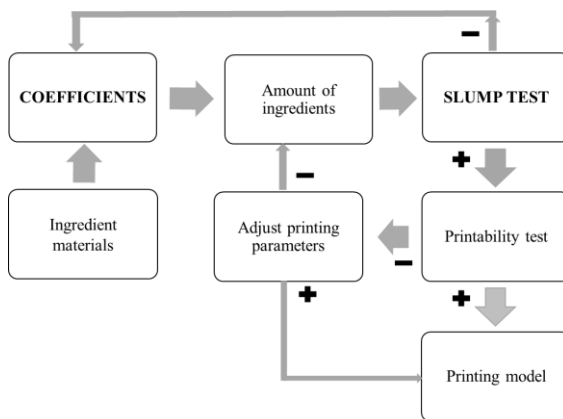 COEFFICIENTS
Amount of
ingredients
SLUMP TEST
Ingredient
materials
Adjust printing
parameters
Printability test
Printing model